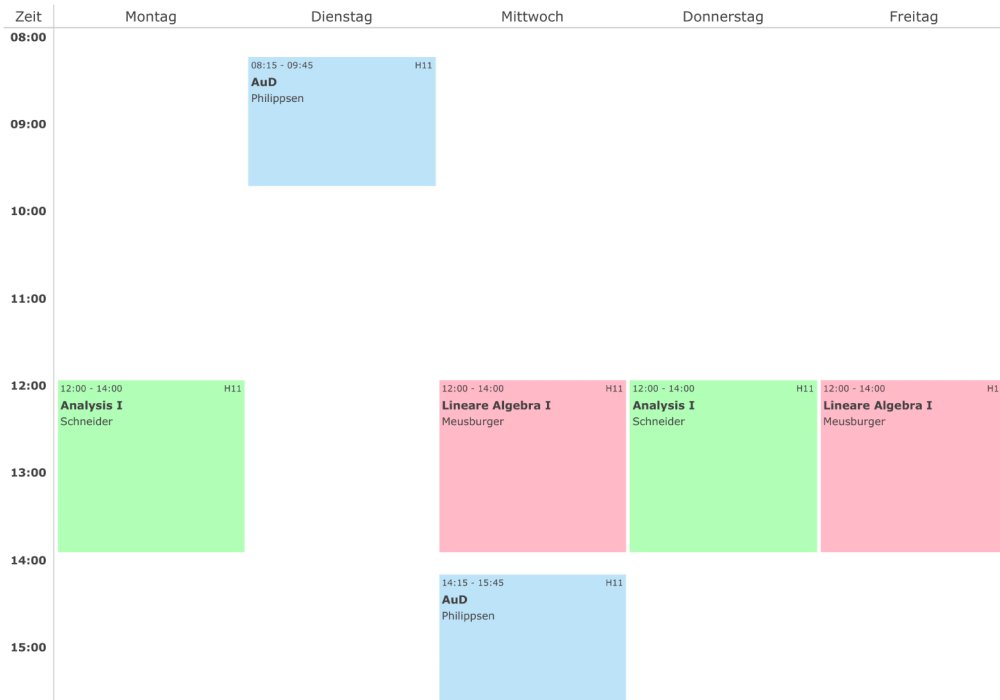 Zeit Montag Dienstag Mittwoch Donnerstag Freitag
08:00
08:15 - 09:45 H11
AuD
Philippsen
09:00
10:00
11:00
12:00
12:00 - 14:00 H11
Analysis I
Schneider
12:00 - 14:00 H11
Lineare Algebra I
Meusburger
12:00 - 14:00 H11
Analysis I
Schneider
12:00 - 14:00 H1
Lineare Algebra I
Meusburger
13:00
14:00
14:15 - 15:45 H11
AuD
Philippsen
15:00